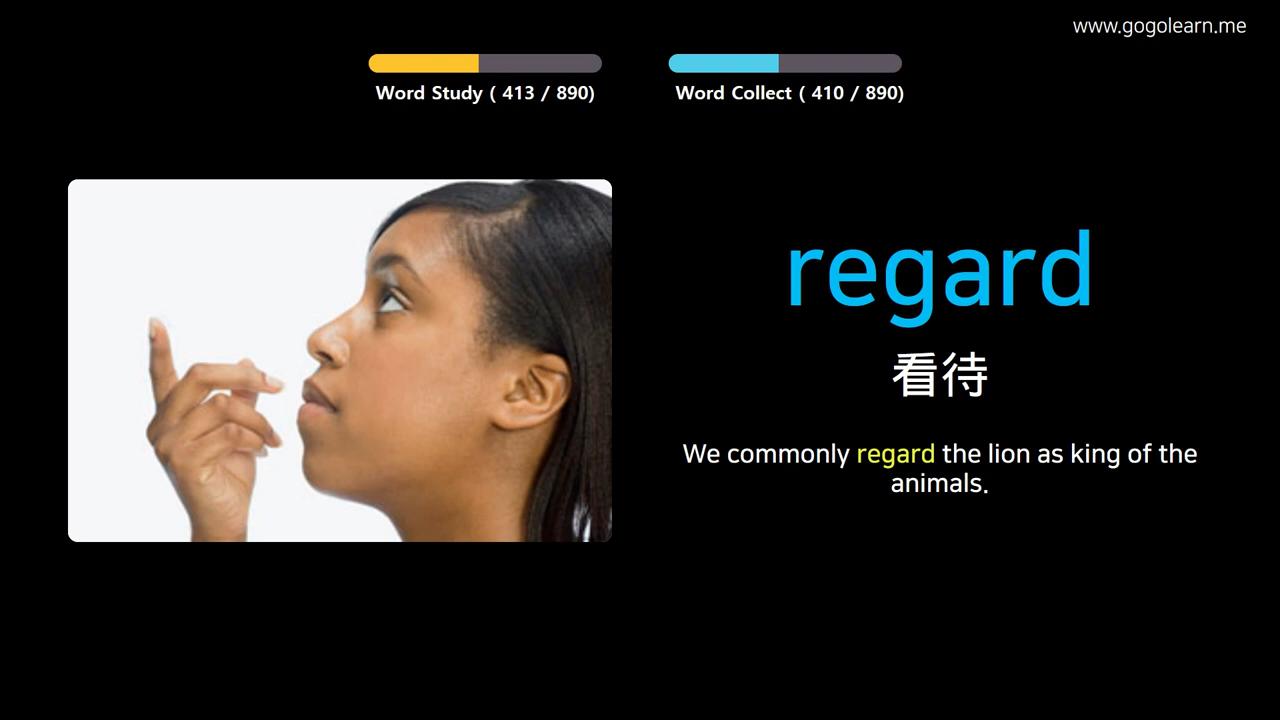 www.gogolearn.me
Word Study ( 413 / 890)
Word Collect ( 410 / 890)
regard
看待
We commonly regard the lion as king of the
animals.